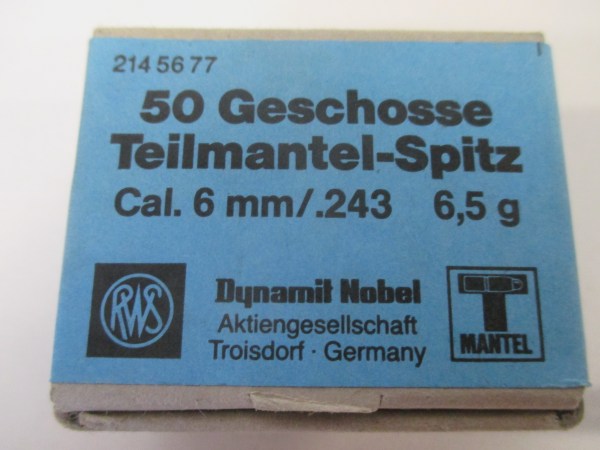 214 56 77
50 Geschosse
Teilmantel-Spitz
Cal. 6 mm/.243 6,5 g
RWS
Dynamit Nobel
Aktiengesellschaft
Troisdorf · Germany
T
MANTEL